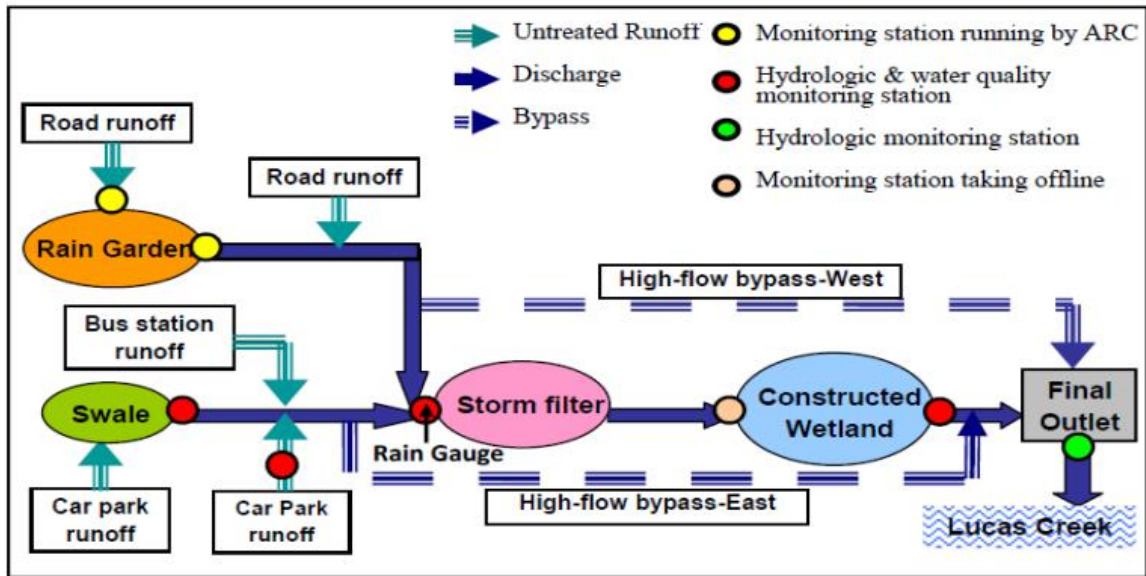 Untreated Runoff
Discharge
Bypass
Monitoring station running by ARC
Hydrologic & water quality
monitoring station
Hydrologic monitoring station
Monitoring station taking offline
Road runoff
Road runoff
Rain Garden
High-flow bypass-West
Bus station
runoff
Swale
Storm filter
Constructed
Wetland
Final
Outlet
Rain Gauge
Car park
runoff
Car Park
runoff
High-flow bypass-East
Lucas Creek